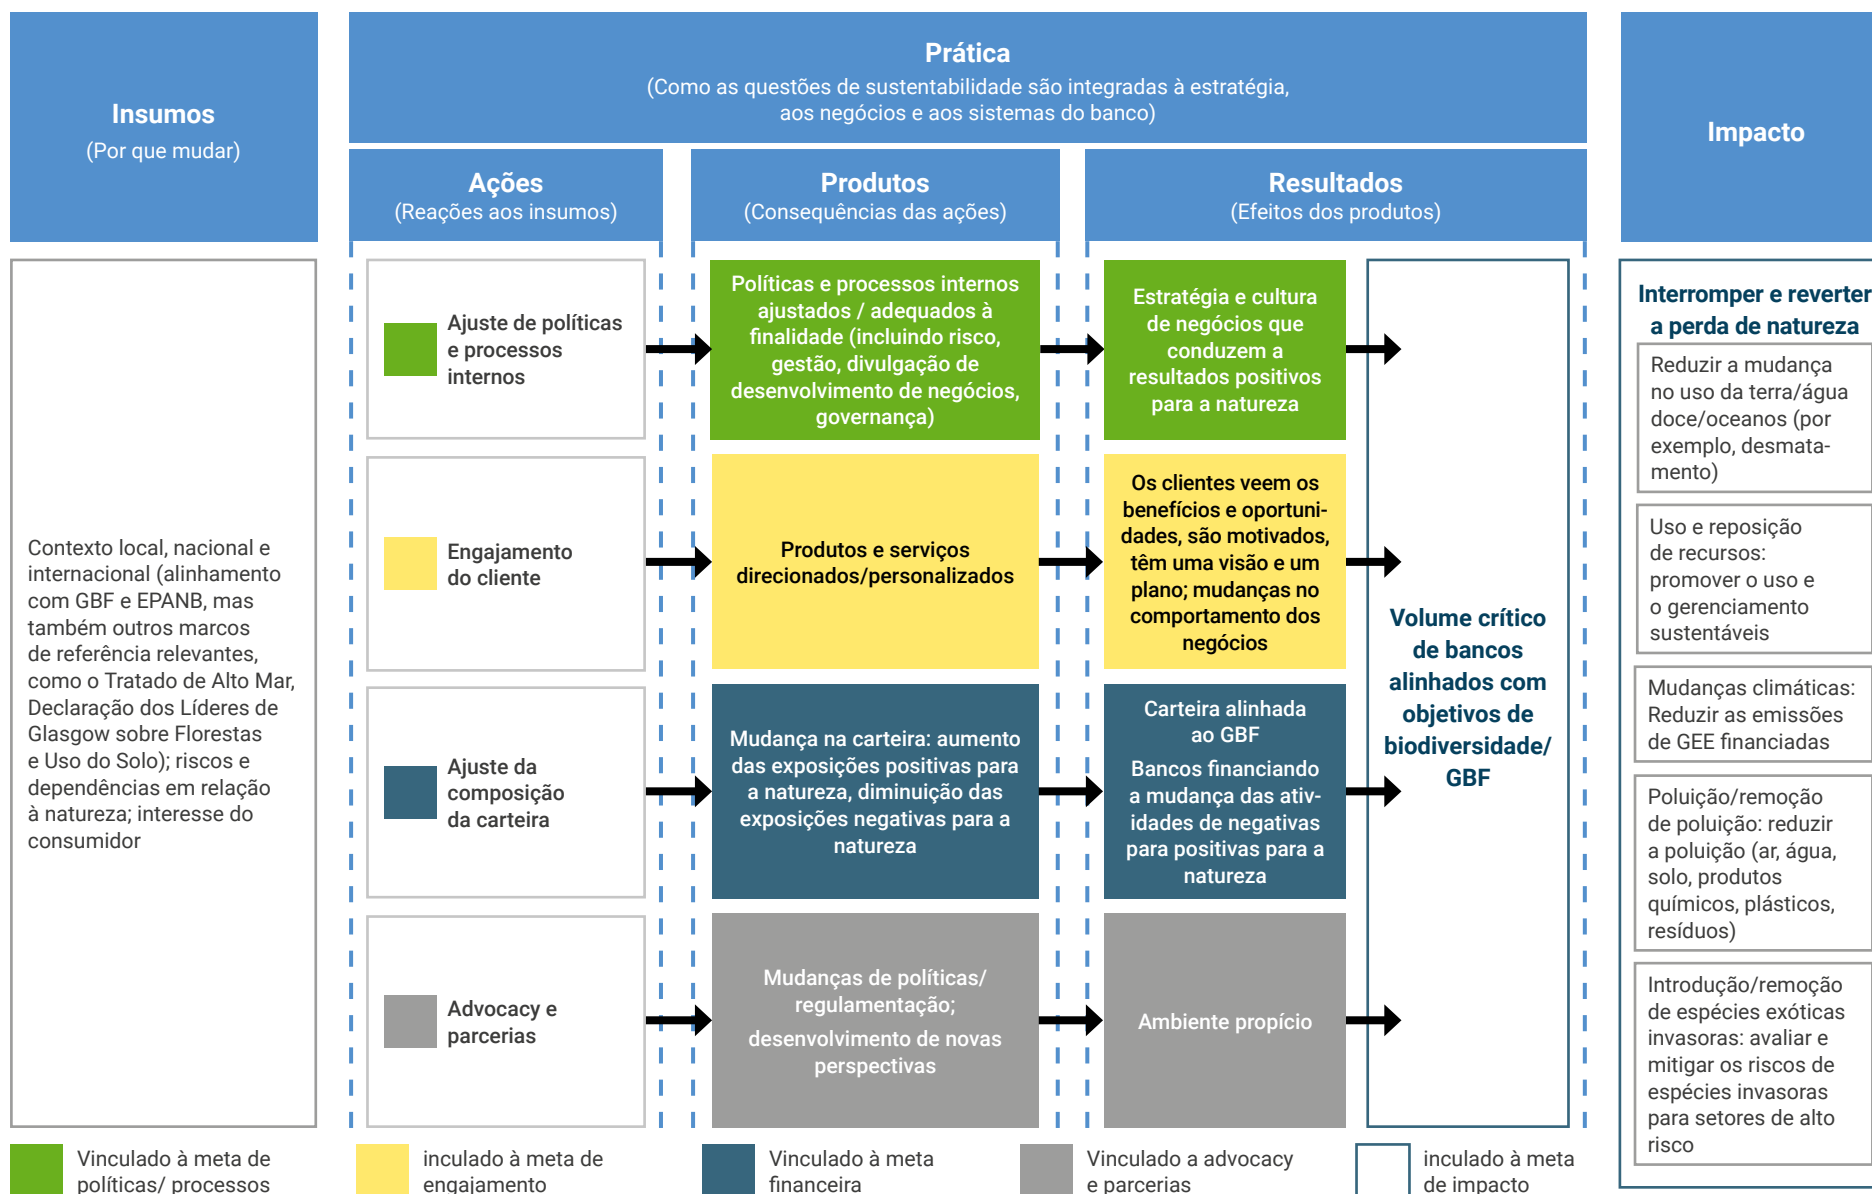 Insumos
(Por que mudar)
Prática
(Como as questões de sustentabilidade são integradas à estratégia,
aos negócios e aos sistemas do banco)
Impacto
Ações
(Reações aos insumos)
Produtos
(Consequências das ações)
Resultados
(Efeitos dos produtos)
Contexto local, nacional e
internacional (alinhamento
com GBF e EPANB, mas
também outros marcos
de referência relevantes,
como o Tratado de Alto Mar,
Declaração dos Líderes de
Glasgow sobre Florestas
e Uso do Solo); riscos e
dependências em relação
à natureza; interesse do
consumidor
Ajuste de políticas
e processos
internos
Políticas e processos internos
ajustados / adequados à
finalidade (incluindo risco,
gestão, divulgação de
desenvolvimento de negócios,
governança)
Estratégia e cultura
de negócios que
conduzem a
resultados positivos
para a natureza
Engajamento
do cliente
Produtos e serviços
direcionados/personalizados
Os clientes veem os
benefícios e oportuni-
dades, são motivados,
têm uma visão e um
plano; mudanças no
comportamento dos
negócios
Ajuste da
composição
da carteira
Mudança na carteira: aumento
das exposições positivas para
a natureza, diminuição das
exposições negativas para a
natureza
Carteira alinhada
ao GBF
Bancos financiando
a mudança das ativ-
idades de negativas
para positivas para a
natureza
Advocacy e
parcerias
Mudanças de políticas/
regulamentação;
desenvolvimento de novas
perspectivas
Ambiente propício
Volume crítico
de bancos
alinhados com
objetivos de
biodiversidade/
GBF
Interromper e reverter
a perda de natureza
Reduzir a mudança
no uso da terra/água
doce/oceanos (por
exemplo, desmata-
mento)
Uso e reposição
de recursos:
promover o uso e
o gerenciamento
sustentáveis
Mudanças climáticas:
Reduzir as emissões
de GEE financiadas
Poluição/remoção
de poluição: reduzir
a poluição (ar, água,
solo, produtos
químicos, plásticos,
resíduos)
Introdução/remoção
de espécies exóticas
invasoras: avaliar e
mitigar os riscos de
espécies invasoras
para setores de alto
risco
Vinculado à meta de
políticas/ processos
inculado à meta de
engajamento
Vinculado à meta
financeira
Vinculado a advocacy
e parcerias
inculado à meta
de impacto